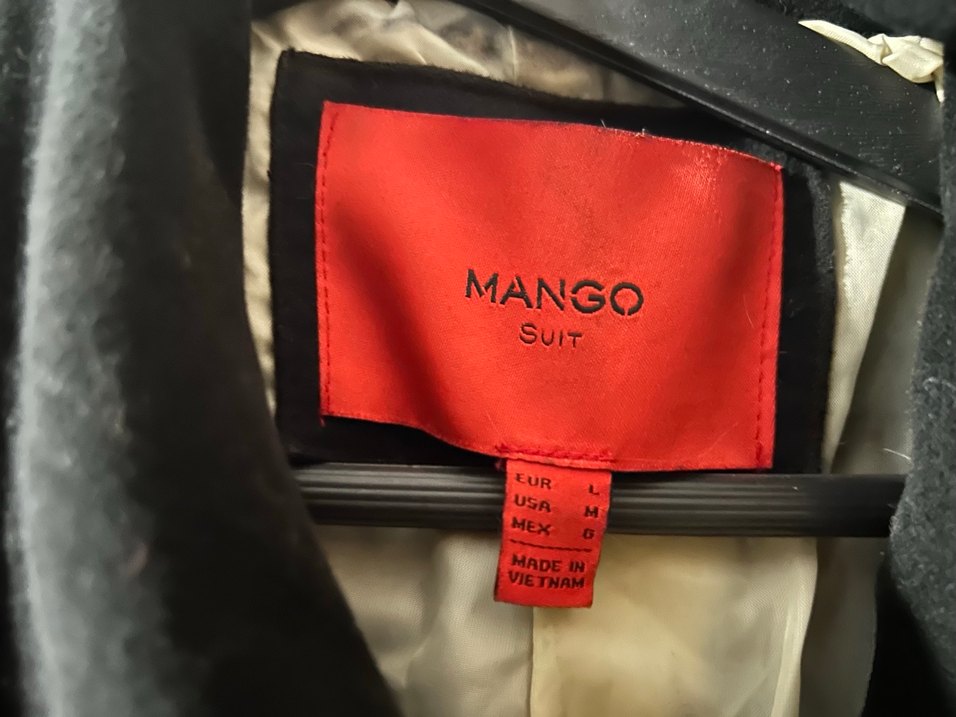 MANGO
SUIT
EUR L
USA M
MEX
MADE IN
VIETNAM